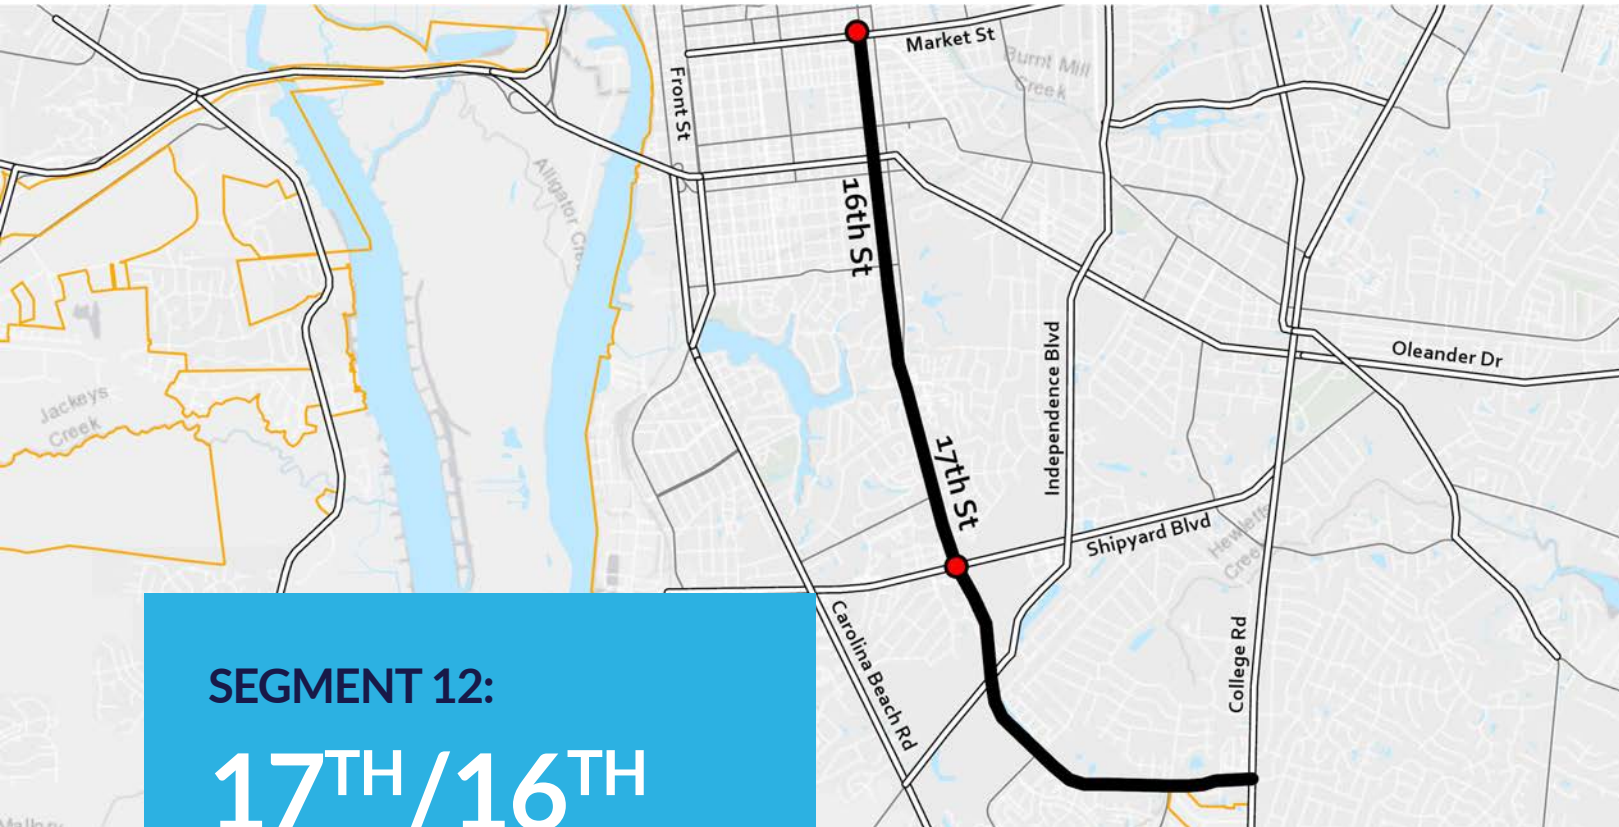 Market St
Burnt Mill
Creek
Front St
Alligator Cree
16th St
Independence Blvd
Oleander Dr
Jackeys
Creek
17th St
Shipyard Blvd
Hewletts
Creek
Carolina Beach Rd
College Rd
SEGMENT 12:
17TH/16TH